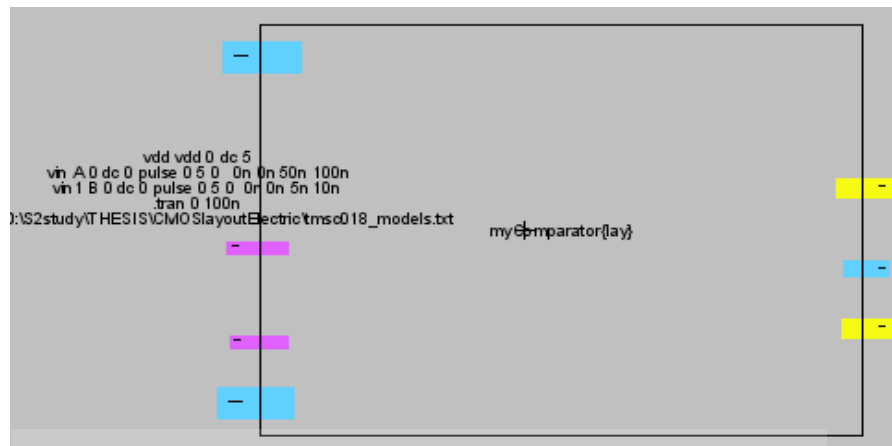 vdd vdd 0 dc 5
vin A 0 dc 0 pulse 0 5 0 0n 0n 50n 100n
vin1 B 0 dc 0 pulse 0 5 0 0n 0n 5n 10n
.tran 0 100n
:\S2study\THESIS\CMOSlayoutElectric\tmsc018_models.txt
myComparator{lay}